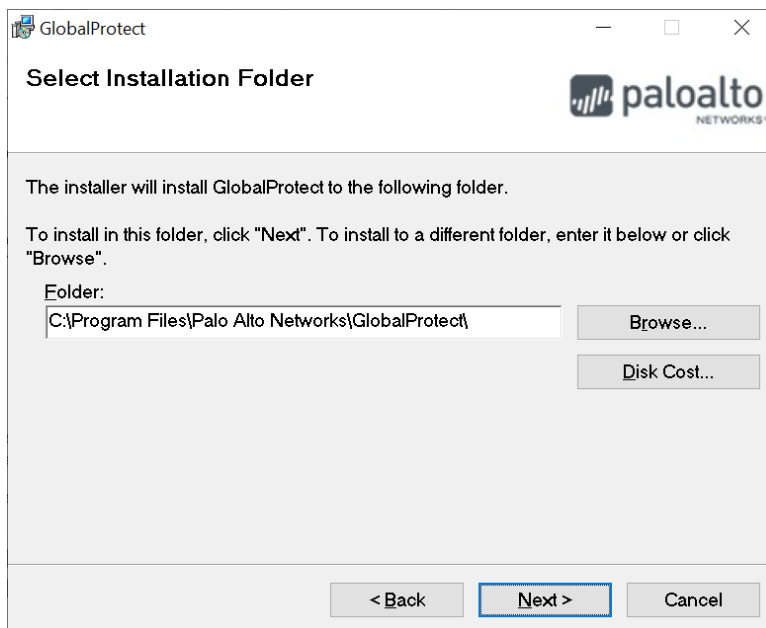 GlobalProtect
Select Installation Folder
paloalto
NETWORKS
The installer will install GlobalProtect to the following folder.
To install in this folder, click "Next". To install to a different folder, enter it below or click
"Browse".
Folder:
C:\Program Files\Palo Alto Networks\GlobalProtect\
Browse...
Disk Cost...
< Back
Next >
Cancel